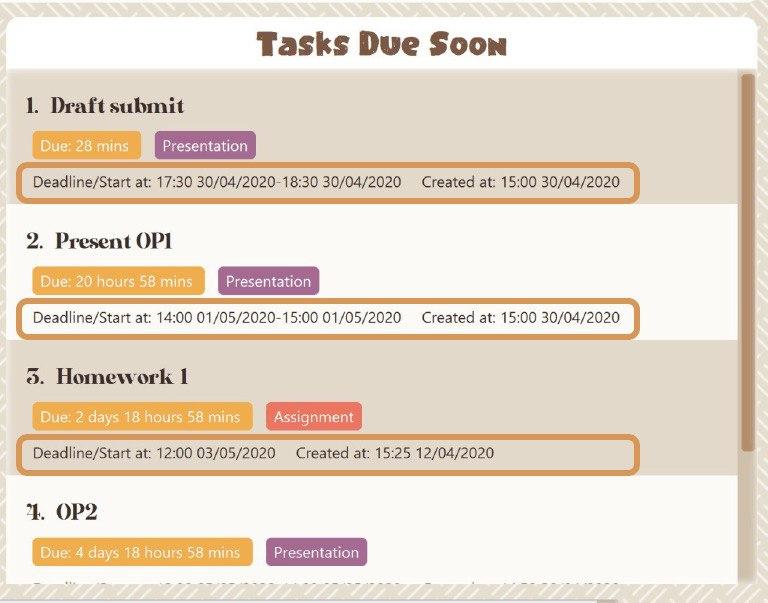 Tasks Due Soon
1. Draft submit
Due: 28 mins Presentation
Deadline/Start at: 17:30 30/04/2020-18:30 30/04/2020 Created at: 15:00 30/04/2020
2. Present OP1
Due: 20 hours 58 mins Presentation
Deadline/Start at: 14:00 01/05/2020-15:00 01/05/2020 Created at: 15:00 30/04/2020
3. Homework 1
Due: 2 days 18 hours 58 mins Assignment
Deadline/Start at: 12:00 03/05/2020 Created at: 15:25 12/04/2020
4. OP2
Due: 4 days 18 hours 58 mins Presentation